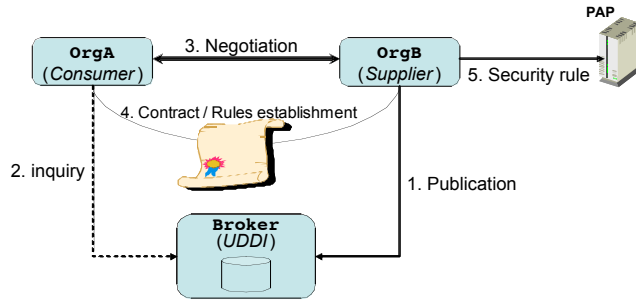 PAP
OrgA
(Consumer)
3. Negotiation
OrgB
(Supplier)
5. Security rule
4. Contract / Rules establishment
2. inquiry
1. Publication
Broker
(UDDI)